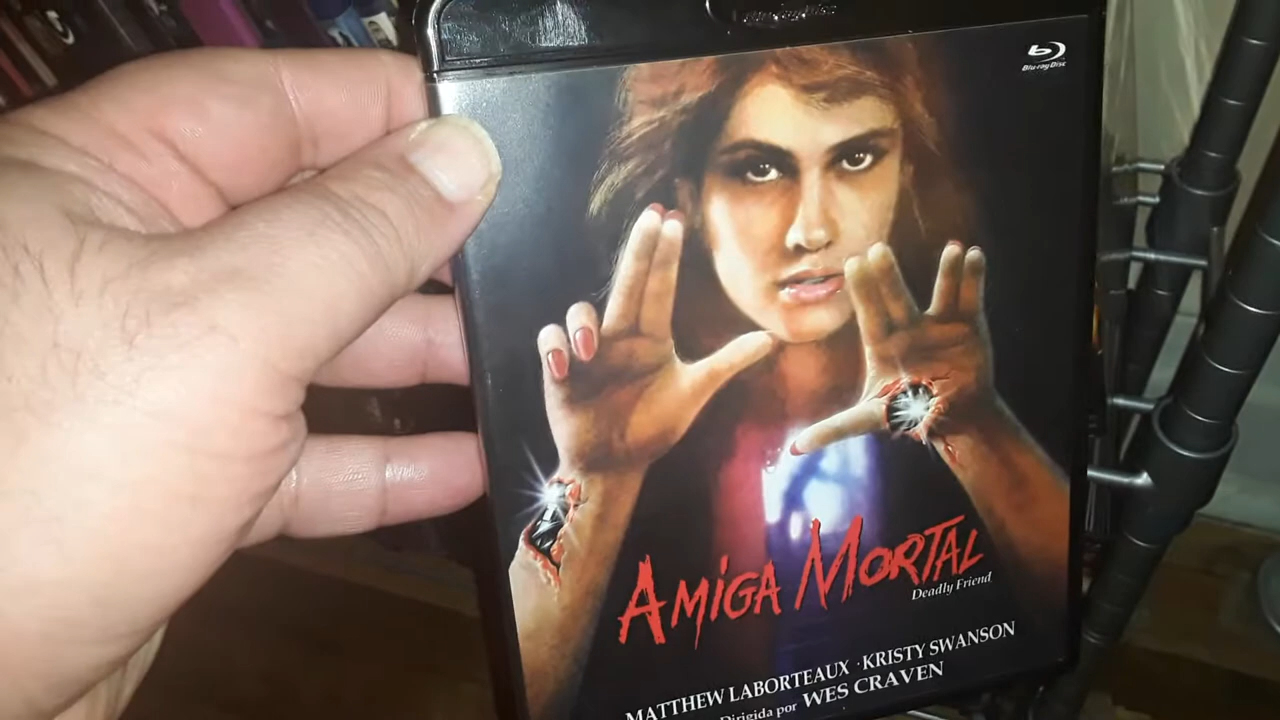 Blu-ray Disc
AMIGA MORTAL
Deadly Friend
MATTHEW LABORTEAUX · KRISTY SWANSON
Dirigida por WES CRAVEN